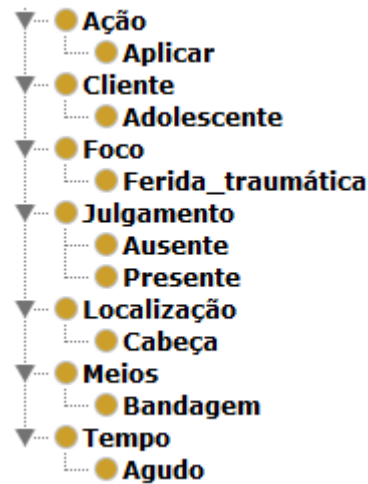 Ação
Aplicar
Cliente
Adolescente
Foco
Ferida_traumática
Julgamento
Ausente
Presente
Localização
Cabeça
Meios
Bandagem
Tempo
Agudo